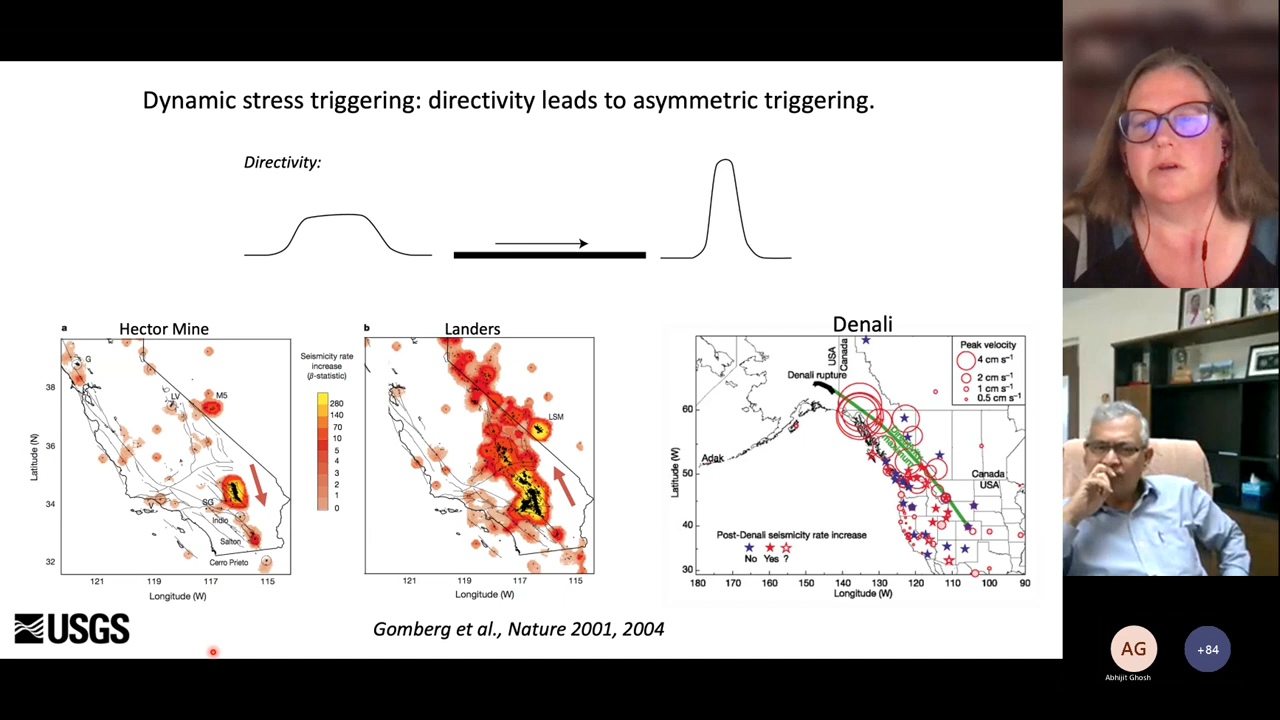 Dynamic stress triggering: directivity leads to asymmetric triggering.
Directivity:
a
Hector Mine
G
LV
M5
SG
Indio
Salton
Cerro Prieto
38
36
34
32
Latitude (N)
121
119
117
115
Longitude (W)
Seismicity rate
increase
(β-statistic)
280
140
70
10
5
4
3
2
1
0
b
Landers
LSM
121
119
117
115
Longitude (W)
Denali
USA
Canada
Denali rupture
Adak
Peak velocity
4 cm s⁻¹
2 cm s⁻¹
1 cm s⁻¹
0.5 cm s⁻¹
Canada
USA
Post-Denali seismicity rate increase
No Yes ?
60
50
40
30
Latitude (W)
180 170 160 150 140 130 120 110 100 90
Longitude (W)
USGS
Gomberg et al., Nature 2001, 2004
AG
Abhijit Ghosh
+84